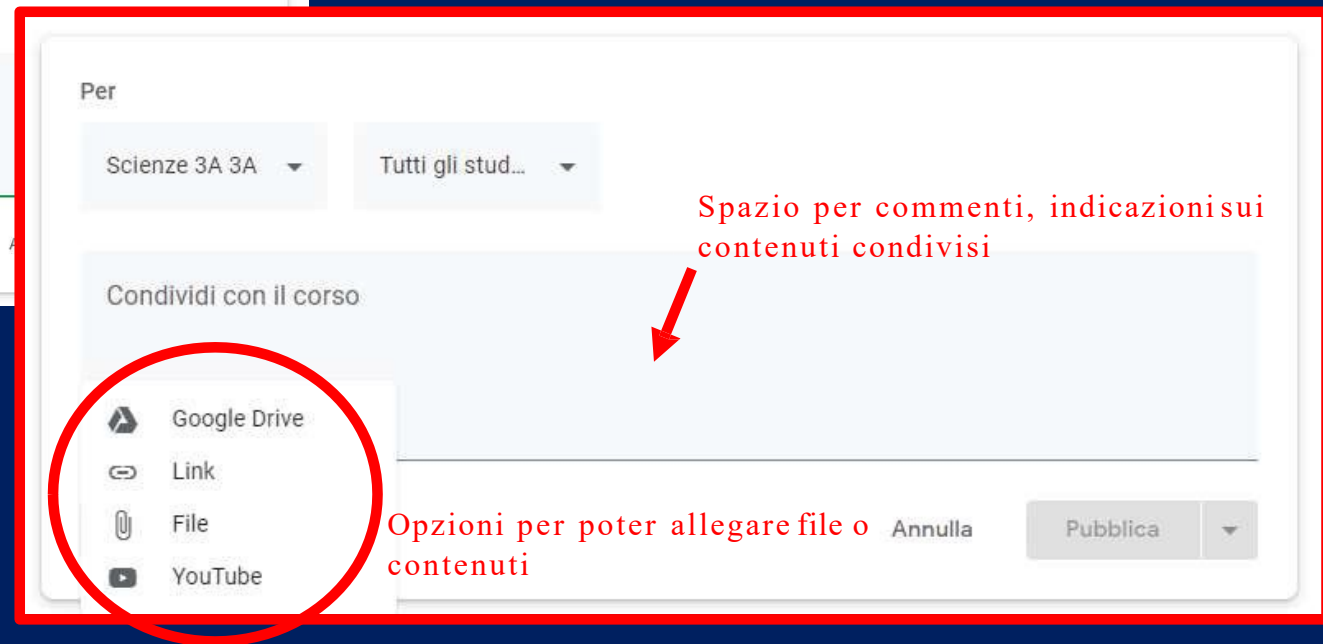 Per
Scienze 3A 3A
Tutti gli stud...
Spazio per commenti, indicazioni sui
contenuti condivisi
Condividi con il corso
Google Drive
Link
File
YouTube
Opzioni per poter allegare file o
contenuti
Annulla
Pubblica